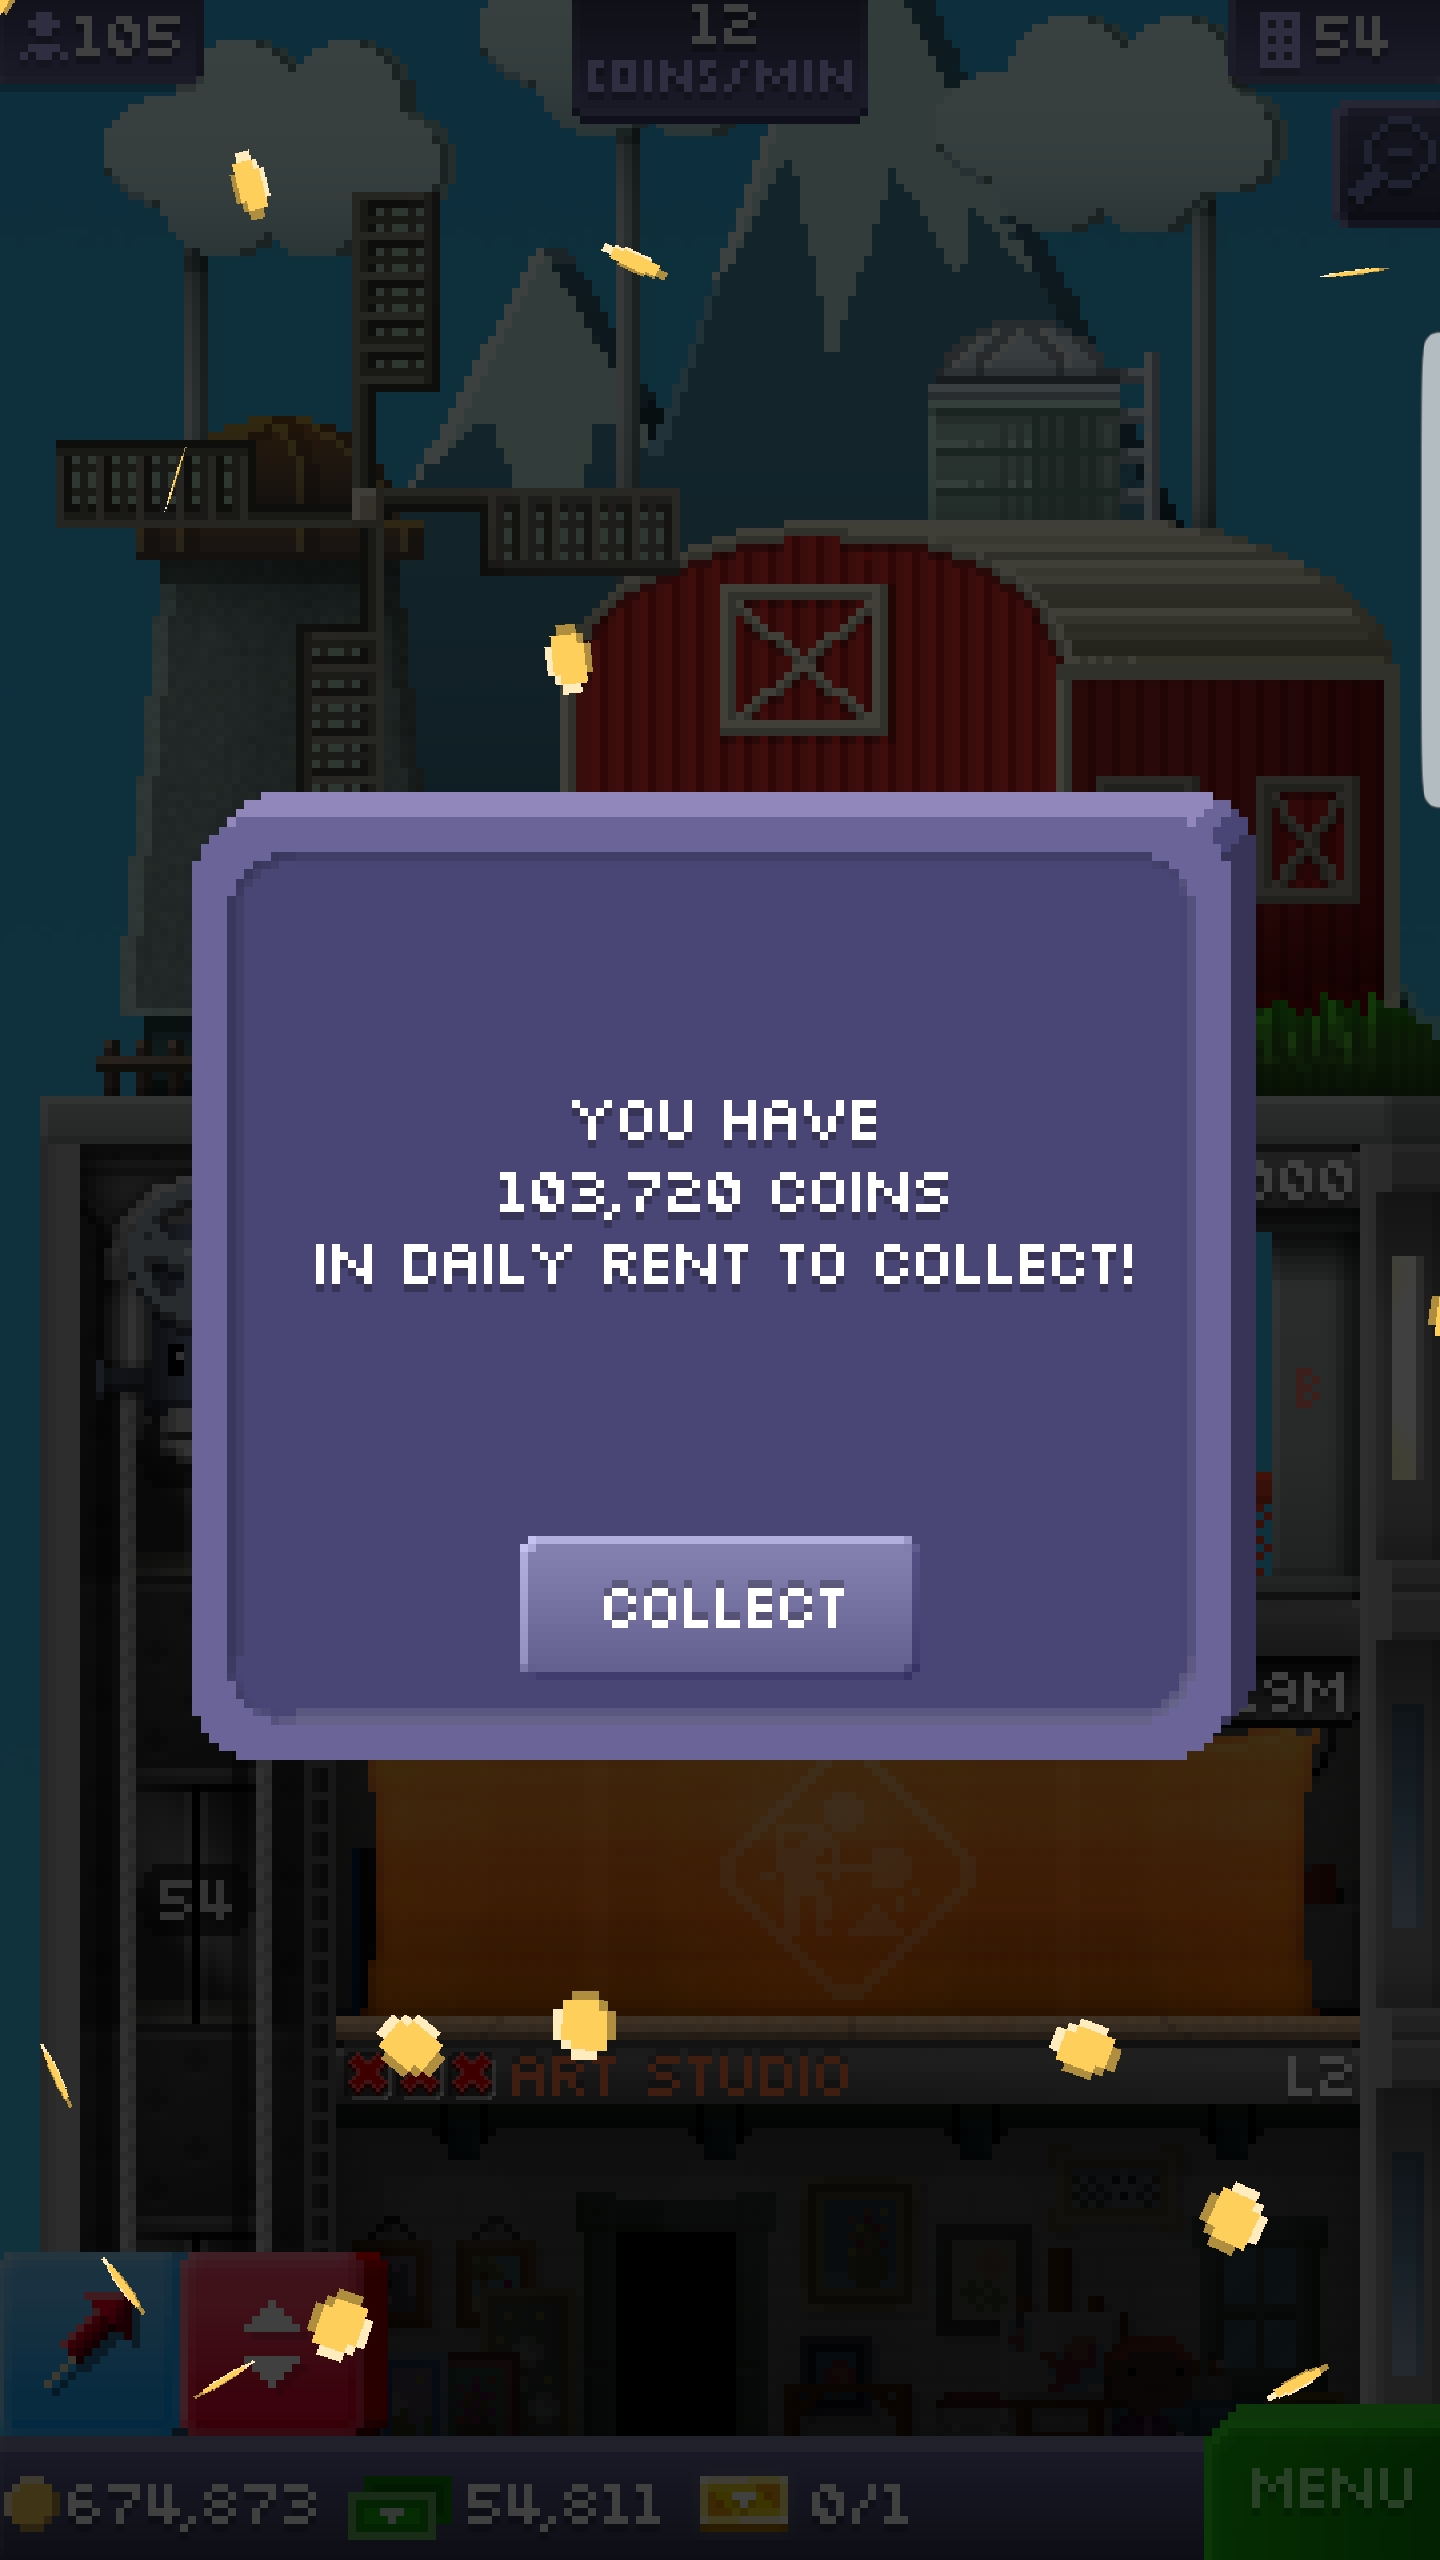 105
12
COINS/MIN
54
YOU HAVE
103,720 COINS
IN DAILY RENT TO COLLECT!
COLLECT
000
B
9M
54
ART STUDIO
L2
674,873
54,811
0/1
MENU